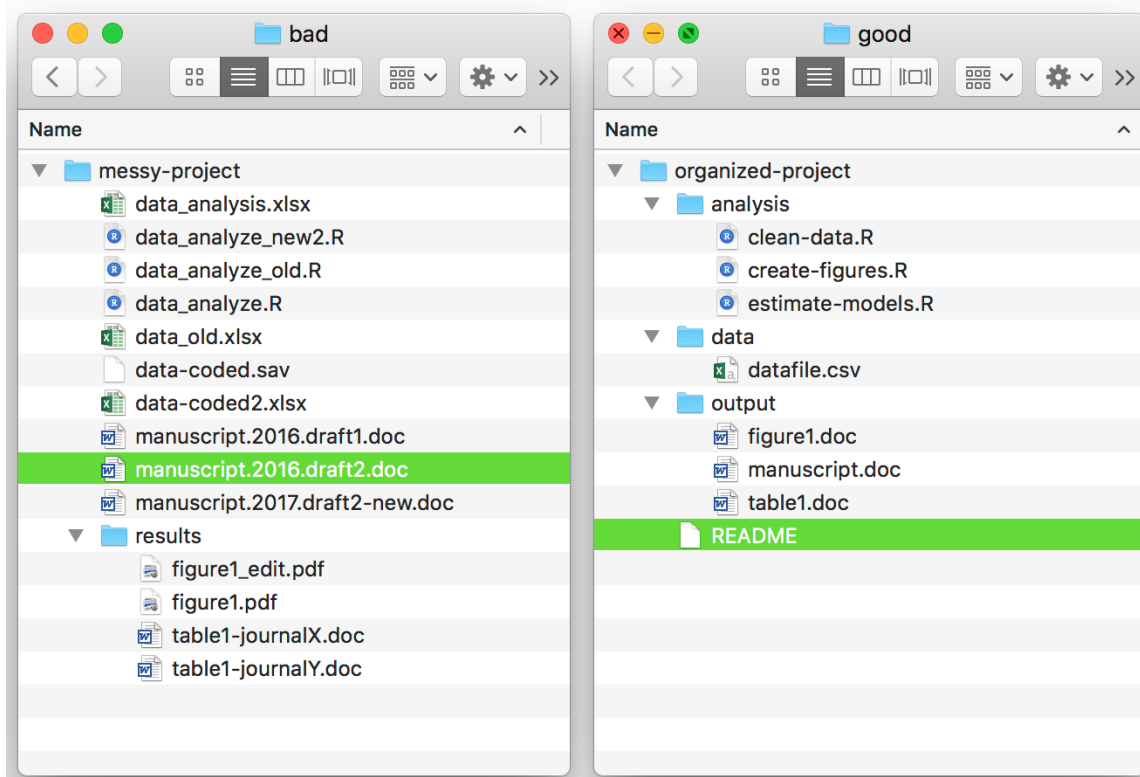 bad
Name
messy-project
data_analysis.xlsx
data_analyze_new2.R
data_analyze_old.R
data_analyze.R
data_old.xlsx
data-coded.sav
data-coded2.xlsx
manuscript.2016.draft1.doc
manuscript.2016.draft2.doc
manuscript.2017.draft2-new.doc
results
figure1_edit.pdf
figure1.pdf
table1-journalX.doc
table1-journalY.doc
good
Name
organized-project
analysis
clean-data.R
create-figures.R
estimate-models.R
data
datafile.csv
output
figure1.doc
manuscript.doc
table1.doc
README